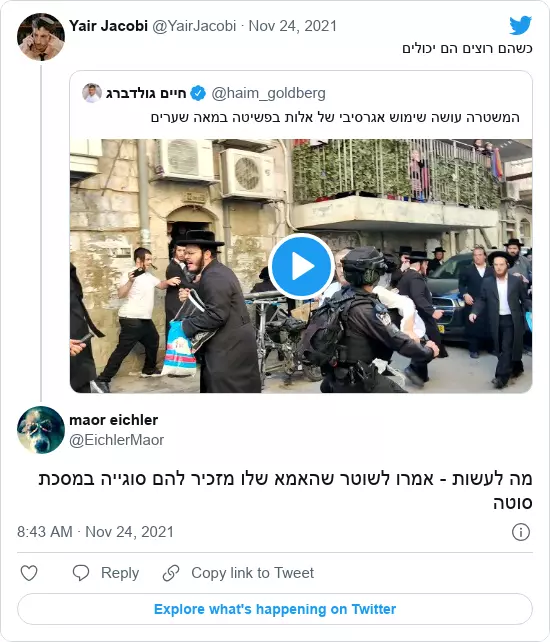 Yair Jacobi @YairJacobi · Nov 24, 2021
כשהם רוצים הם יכולים
חיים גולדברג @haim_goldberg
המשטרה עושה שימוש אגרסיבי של אלות בפשיטה במאה שערים
maor eichler
@EichlerMaor
מה לעשות - אמרו לשוטר שהאמא שלו מזכיר להם סוגייה במסכת
סוטה
8:43 AM · Nov 24, 2021
Reply
Copy link to Tweet
Explore what's happening on Twitter